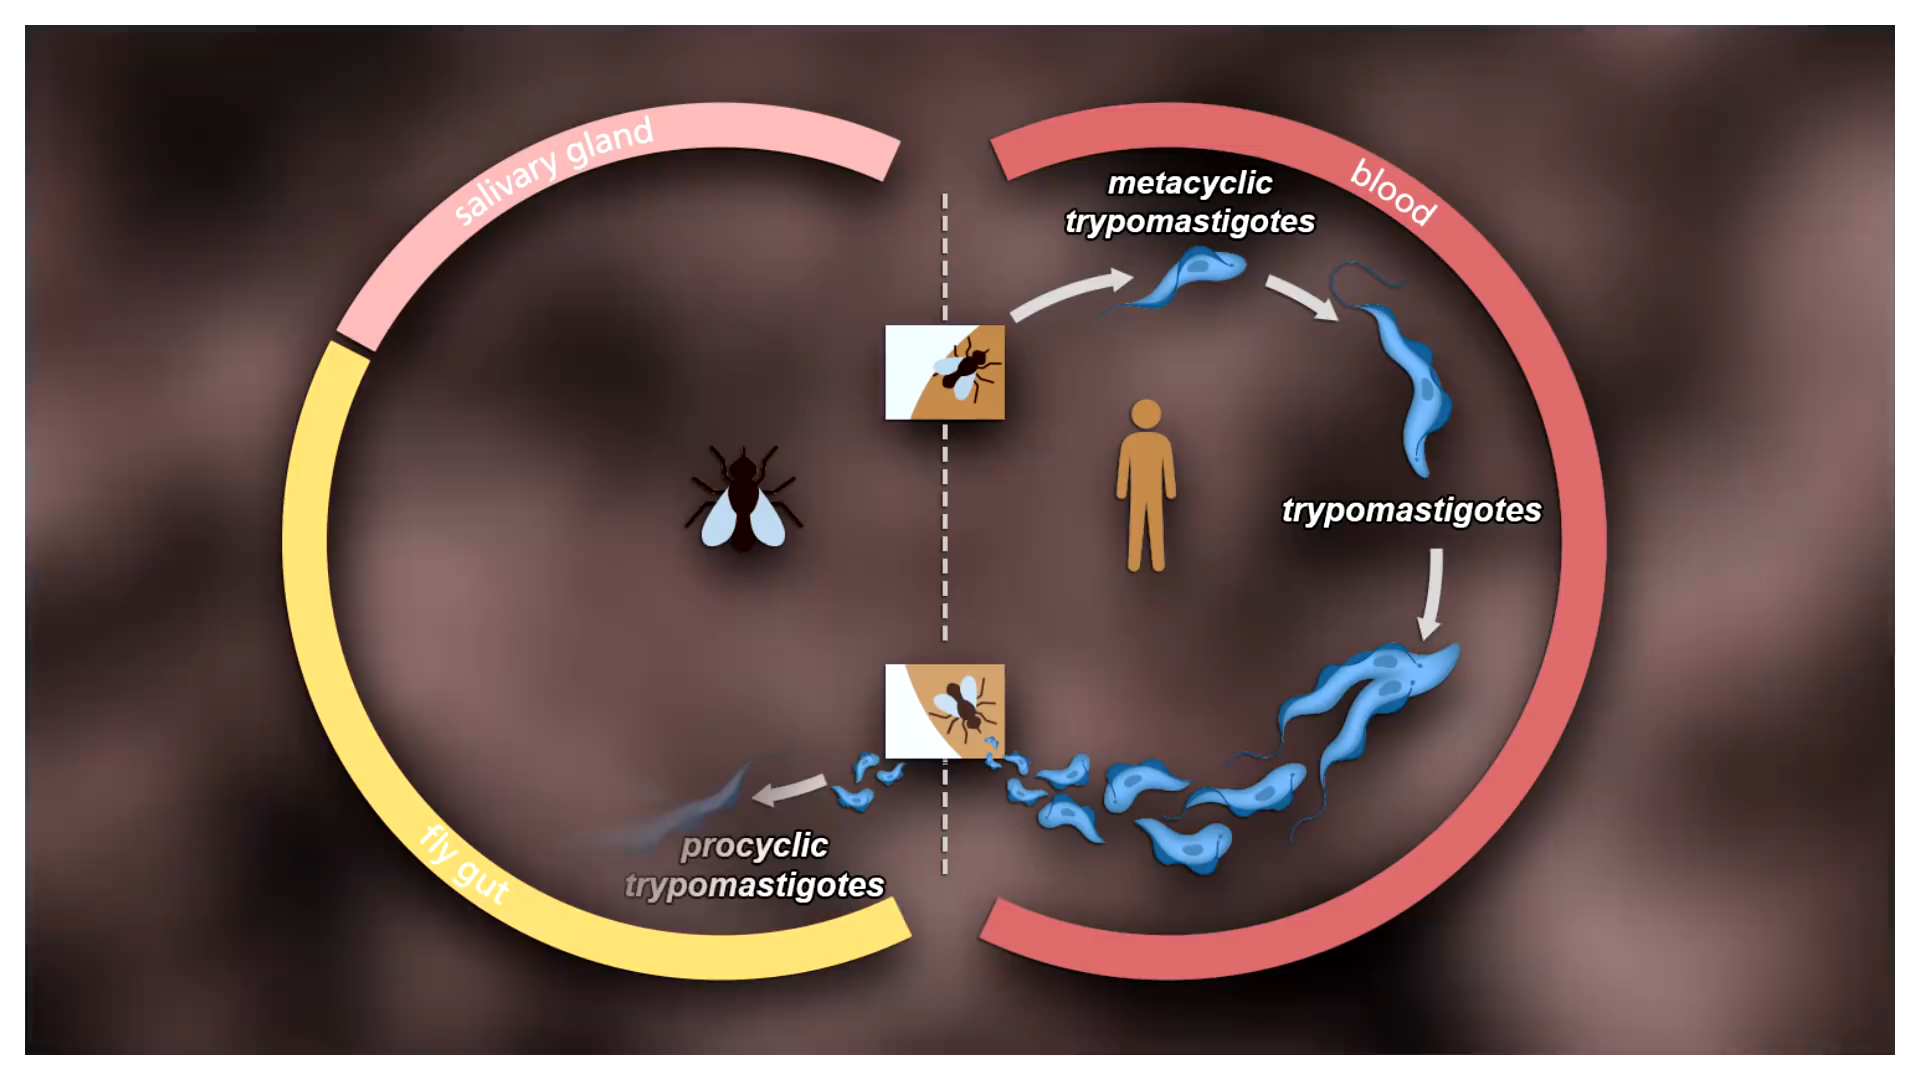 salivary gland
blood
metacyclic
trypomastigotes
trypomastigotes
procyclic
trypomastigotes
fly gut